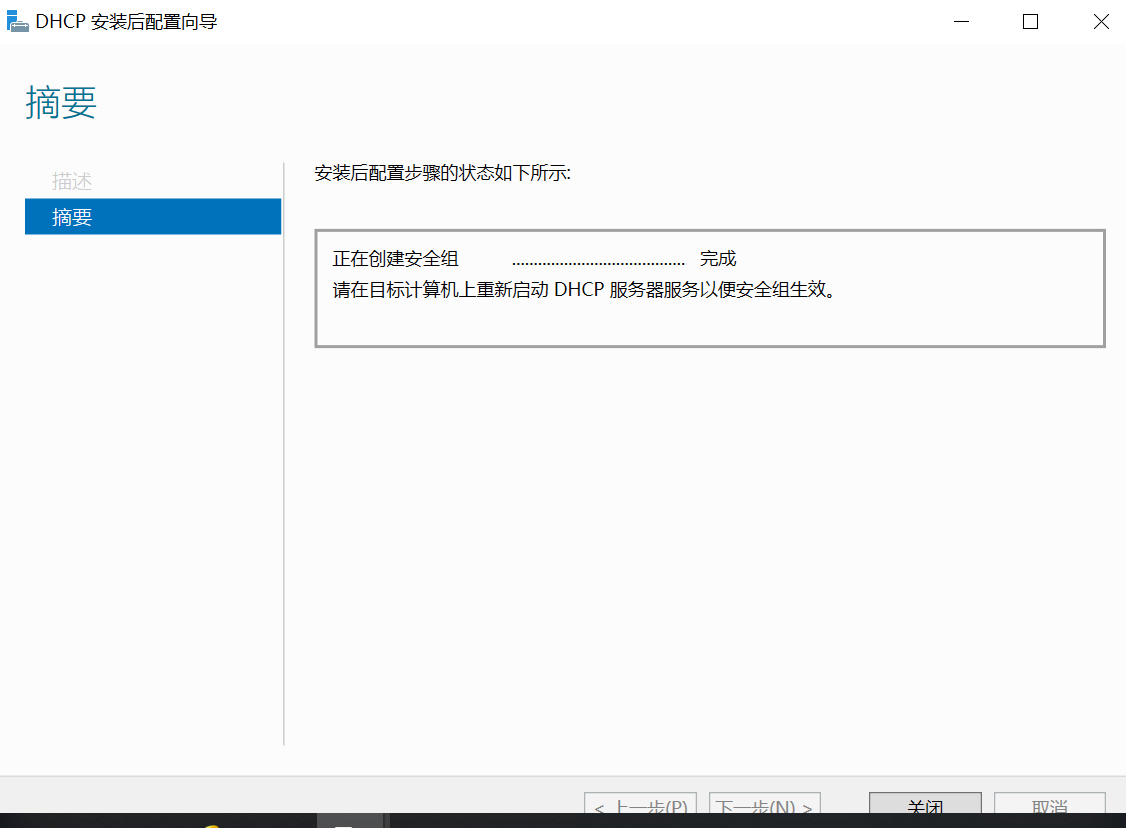 DHCP 安装后配置向导
摘要
描述
摘要
安装后配置步骤的状态如下所示:
正在创建安全组 ........................................ 完成
请在目标计算机上重新启动 DHCP 服务器服务以便安全组生效。
< 上一步(P)
下一步(N) >
关闭
取消